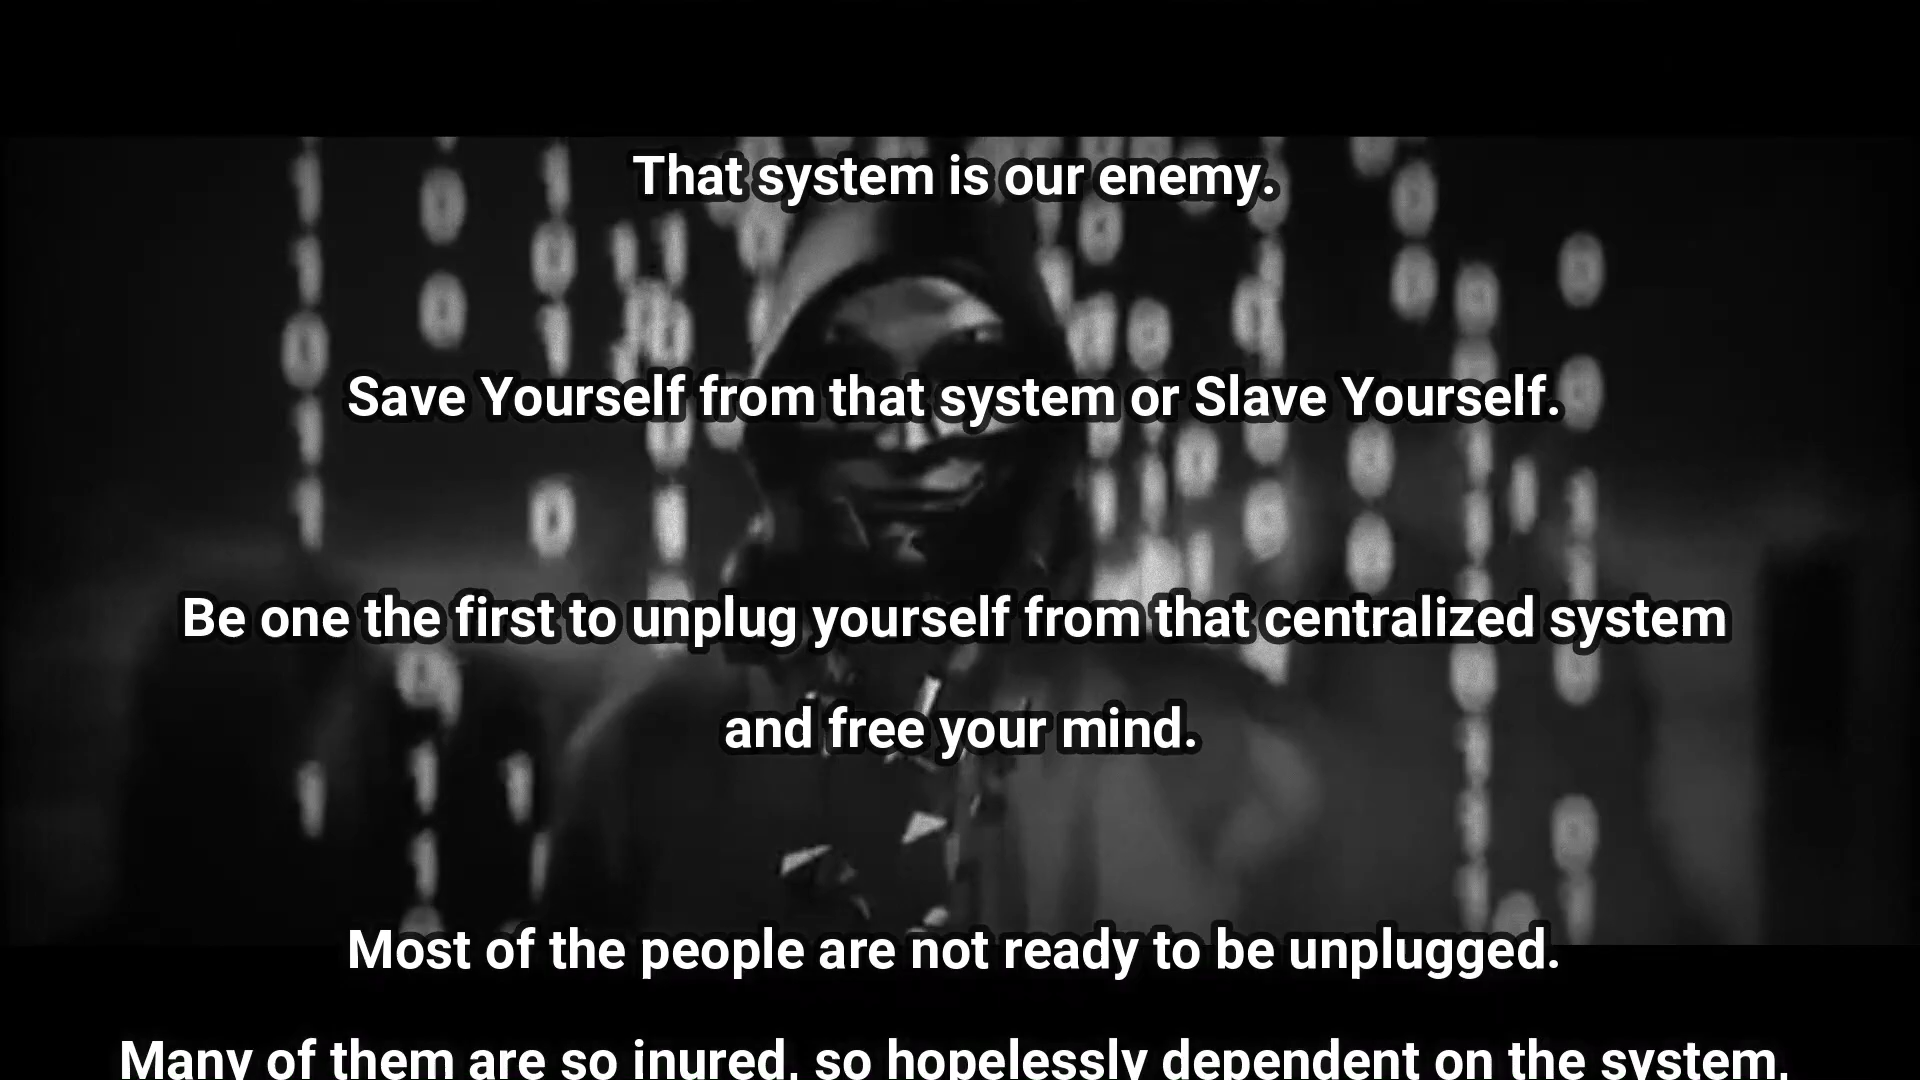 That system is our enemy.
Save Yourself from that system or Slave Yourself.
Be one the first to unplug yourself from that centralized system
and free your mind.
Most of the people are not ready to be unplugged.
Many of them are so inured, so hopelessly dependent on the system,